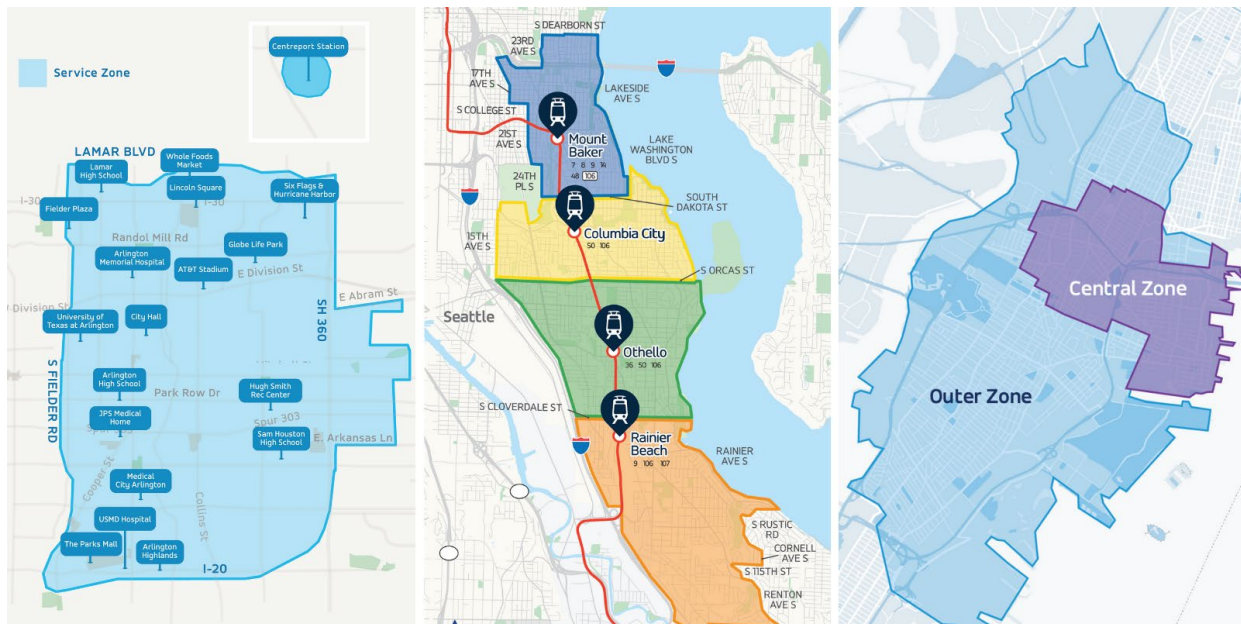 Centreport Station
Service Zone
LAMAR BLVD
Lamar
High School
Whole Foods
Market
Lincoln Square
Six Flags &
Hurricane Harbor
I-30
I-30
Fielder Plaza
Randol Mill Rd
Globe Life Park
Arlington
Memorial Hospital
AT&T Stadium
E Division St
E Abram St
Division St
SH 360
University of
Texas at Arlington
City Hall
S FIELDER RD
Arlington
High School
Park Row Dr
Hugh Smith
Rec Center
JPS Medical
Home
Spur 303
Sam Houston
High School
E. Arkansas Ln
Cooper St
Medical
City Arlington
Collins St
USMD Hospital
The Parks Mall
Arlington
Highlands
I-20
S DEARBORN ST
23RD
AVE S
17TH
AVE S
LAKESIDE
AVE S
S COLLEGE ST
21ST
AVE S
Mount
Baker
7 8 9 14
48 106
LAKE
WASHINGTON
BLVD S
24TH
PL S
SOUTH
DAKOTA ST
15TH
AVE S
Columbia City
50 106
S ORCAS ST
Seattle
Othello
36 50 106
S CLOVERDALE ST
Rainier
Beach
9 106 107
RAINIER
AVE S
S RUSTIC
RD
CORNELL
AVE S
S 115TH ST
RENTON
AVE S
Central Zone
Outer Zone